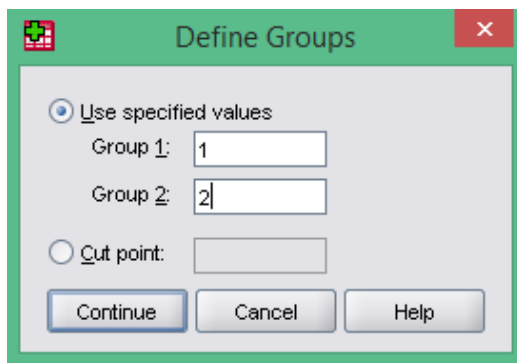 Define Groups
Use specified values
Group 1: 1
Group 2: 2
Cut point:
Continue Cancel Help